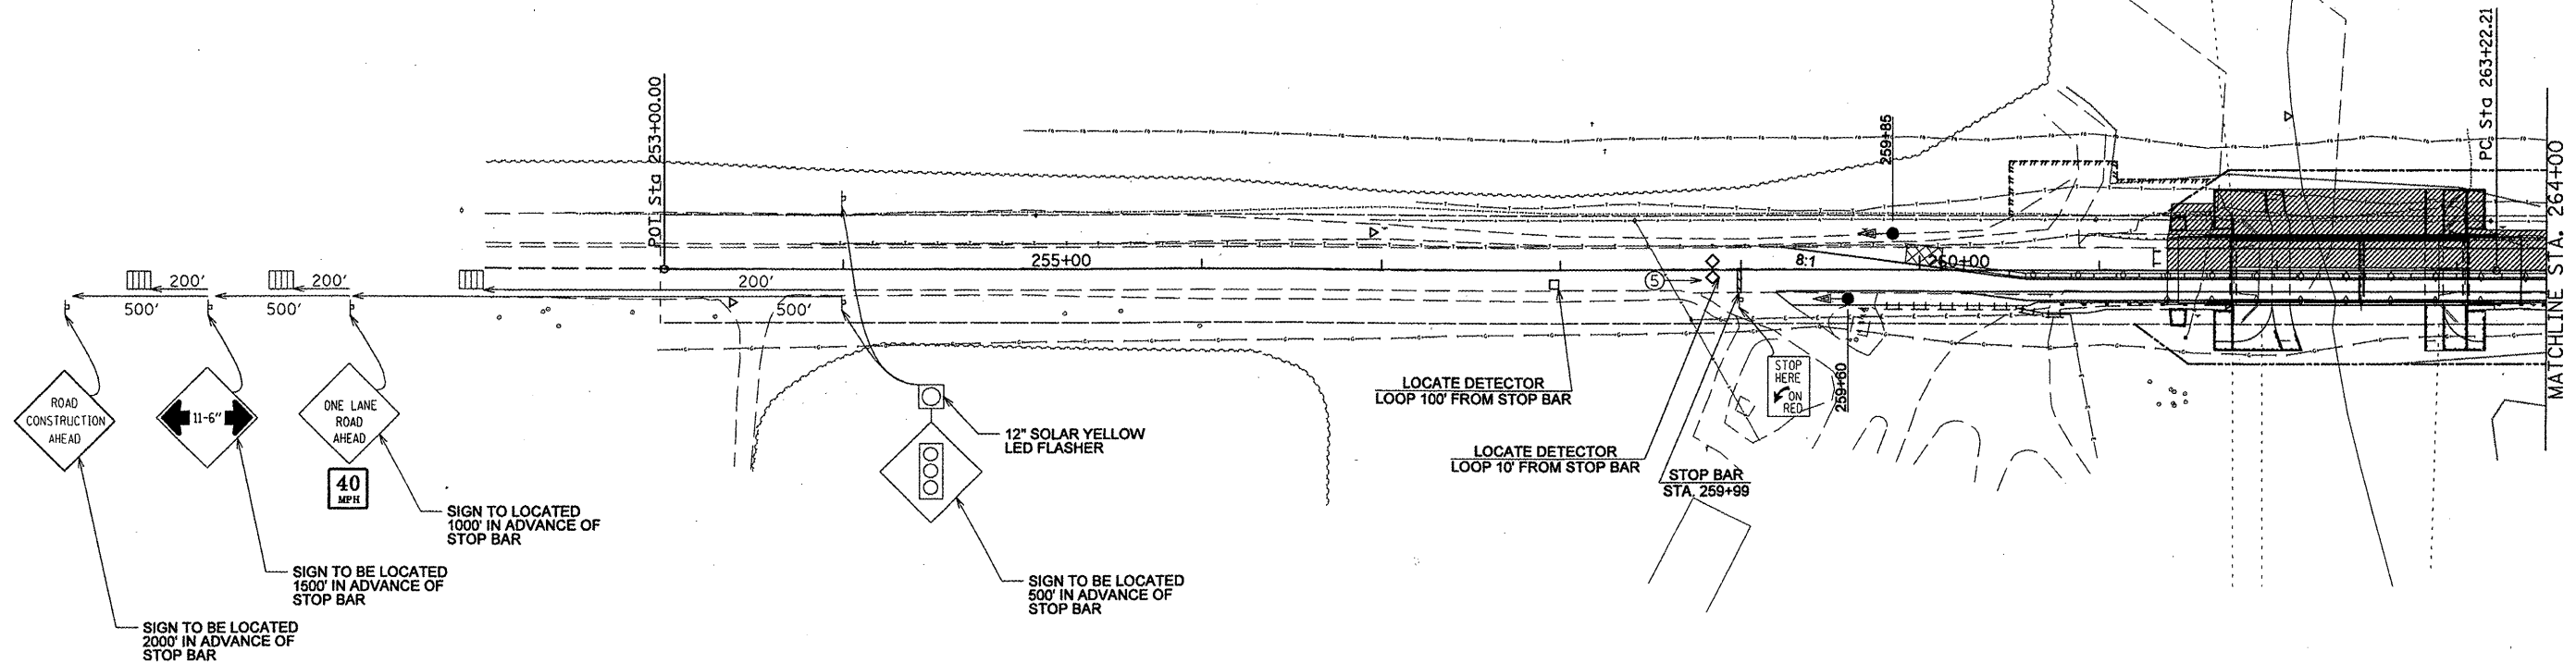 POT Sta 253+00.00
259+85
PC Sta 263+22.21
MATCHLINE STA. 264+00
255+00
8:1
260+00
200'
200'
200'
500'
500'
500'
5
ROAD
CONSTRUCTION
AHEAD
11-6"
ONE LANE
ROAD
AHEAD
40
MPH
12" SOLAR YELLOW
LED FLASHER
LOCATE DETECTOR
LOOP 100' FROM STOP BAR
LOCATE DETECTOR
LOOP 10' FROM STOP BAR
STOP BAR
STA. 259+99
STOP
HERE
ON
RED
259+60
SIGN TO LOCATED
1000' IN ADVANCE OF
STOP BAR
SIGN TO BE LOCATED
1500' IN ADVANCE OF
STOP BAR
SIGN TO BE LOCATED
500' IN ADVANCE OF
STOP BAR
SIGN TO BE LOCATED
2000' IN ADVANCE OF
STOP BAR